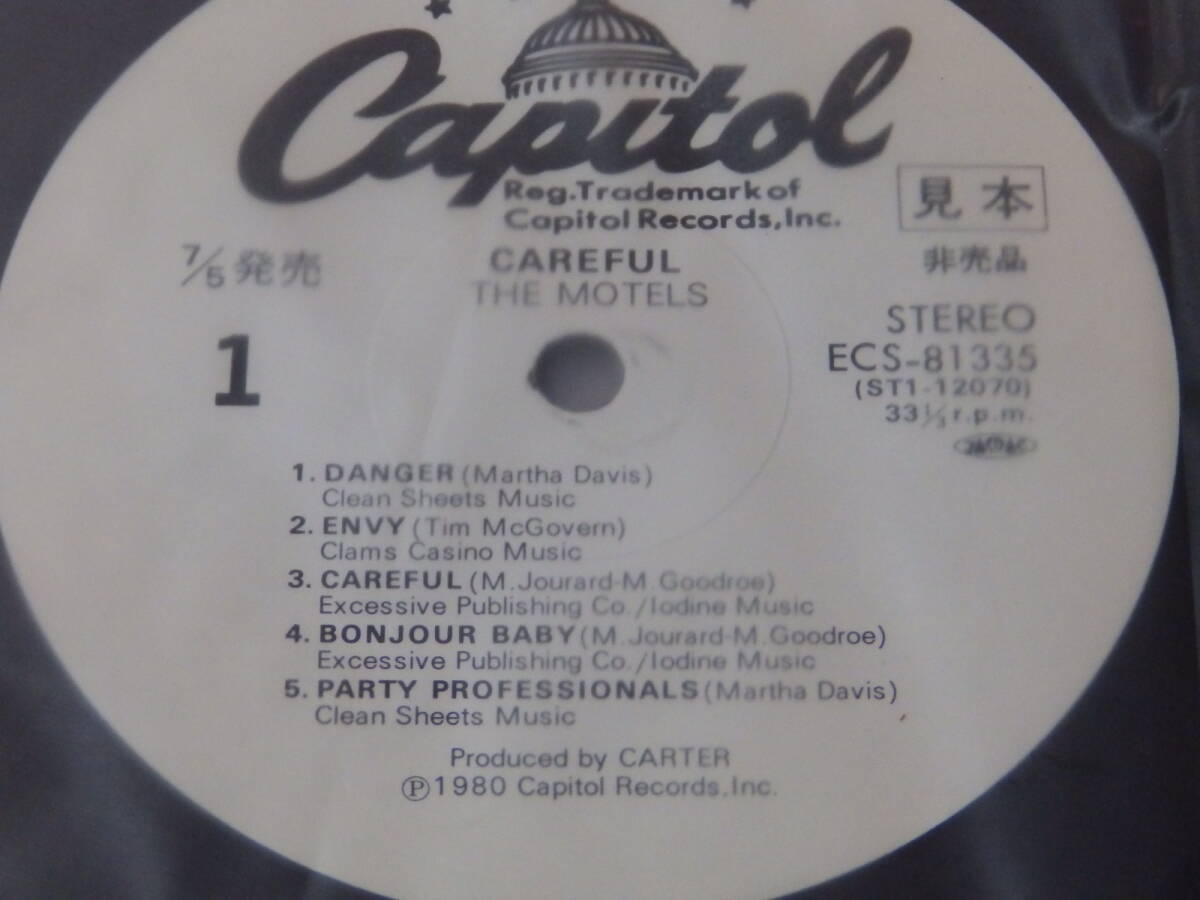 Capitol
Reg.Trademark of
Capitol Records,Inc.
見本
7/5発売
CAREFUL
非売品
THE MOTELS
STEREO
1
ECS-81335
(ST1-12070)
33⅓ r.p.m.
1. DANGER (Martha Davis)
Clean Sheets Music
2. ENVY (Tim McGovern)
Clams Casino Music
3. CAREFUL (M.Jourard-M.Goodroe)
Excessive Publishing Co./Iodine Music
4. BONJOUR BABY (M.Jourard-M.Goodroe)
Excessive Publishing Co./Iodine Music
5. PARTY PROFESSIONALS (Martha Davis)
Clean Sheets Music
Produced by CARTER
Ⓟ1980 Capitol Records,Inc.